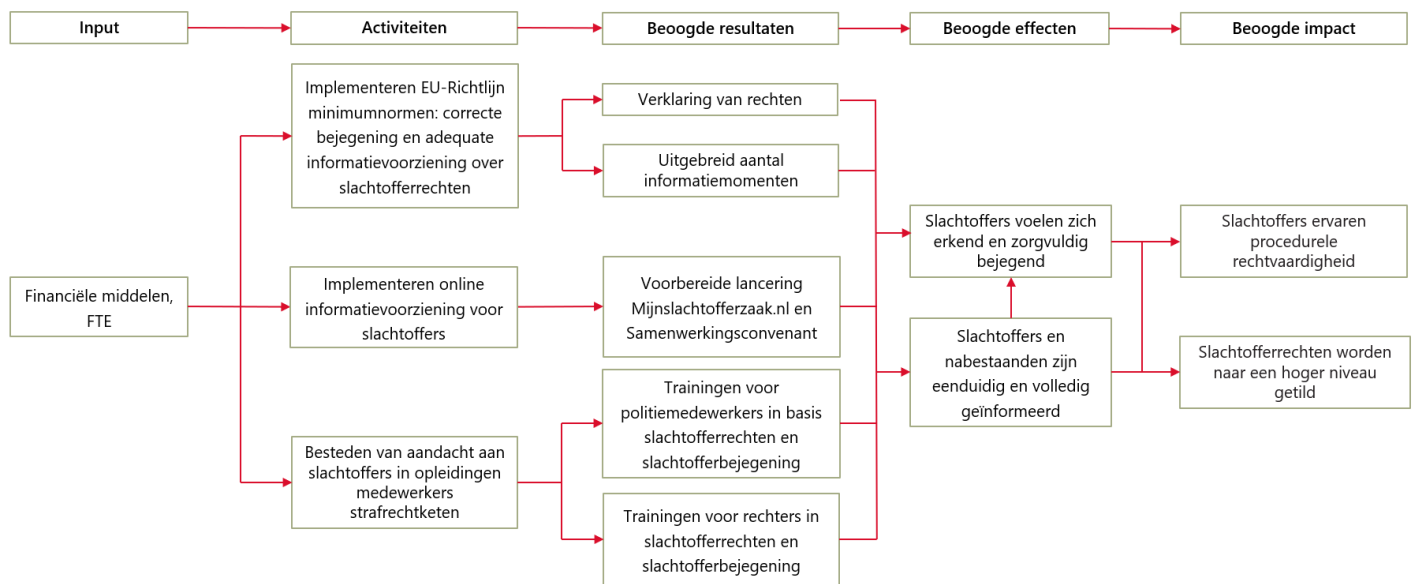 Input
Activiteiten
Beoogde resultaten
Beoogde effecten
Beoogde impact
Financiële middelen,
FTE
Implementeren EU-Richtlijn
minimumnormen: correcte
bejegening en adequate
informatievoorziening over
slachtofferrechten
Implementeren online
informatievoorziening voor
slachtoffers
Besteden van aandacht aan
slachtoffers in opleidingen
medewerkers
strafrechtketen
Verklaring van rechten
Uitgebreid aantal
informatiemomenten
Voorbereide lancering
Mijnslachtofferzaak.nl en
Samenwerkingsconvenant
Trainingen voor
politiemedewerkers in basis
slachtofferrechten en
slachtofferbejegening
Trainingen voor rechters in
slachtofferrechten en
slachtofferbejegening
Slachtoffers voelen zich
erkend en zorgvuldig
bejegend
Slachtoffers en
nabestaanden zijn
eenduidig en volledig
geïnformeerd
Slachtoffers ervaren
procedurele
rechtvaardigheid
Slachtofferrechten worden
naar een hoger niveau
getild